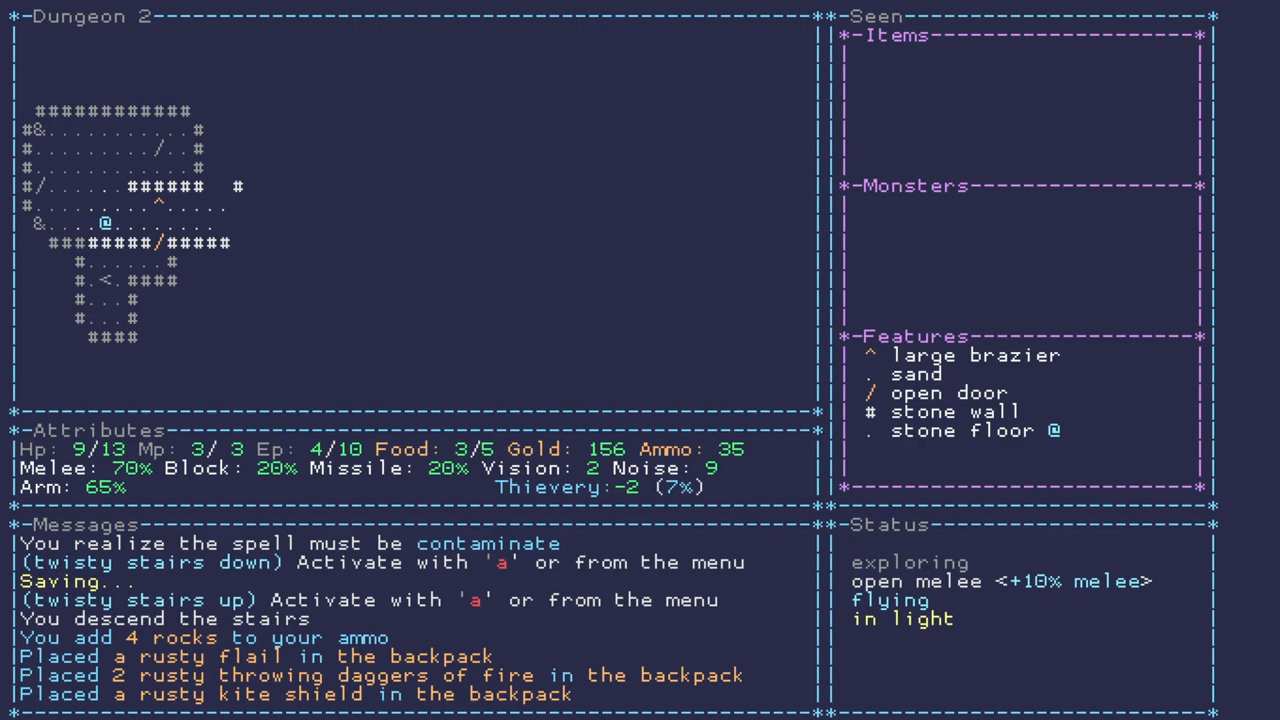 Dungeon 2
############
#&...........#
#........./..#
#............#
#/......###### #
#.........^.....
&....@........
########/#####
#......#
#.<.####
#...#
#...#
####
Seen
Items
Monsters
Features
^ large brazier
. sand
/ open door
# stone wall
. stone floor @
Attributes
Hp: 9/13 Mp: 3/ 3 Ep: 4/10 Food: 3/5 Gold: 156 Ammo: 35
Melee: 70% Block: 20% Missile: 20% Vision: 2 Noise: 9
Arm: 65% Thievery:-2 (7%)
Messages
You realize the spell must be contaminate
(twisty stairs down) Activate with 'a' or from the menu
Saving...
(twisty stairs up) Activate with 'a' or from the menu
You descend the stairs
You add 4 rocks to your ammo
Placed a rusty flail in the backpack
Placed 2 rusty throwing daggers of fire in the backpack
Placed a rusty kite shield in the backpack
Status
exploring
open melee <+10% melee>
flying
in light